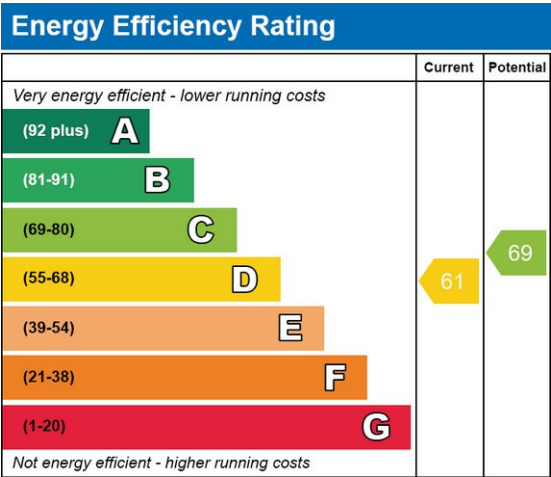 Energy Efficiency Rating
Current Potential
Very energy efficient - lower running costs
(92 plus) A
(81-91) B
(69-80) C
(55-68) D
(39-54) E
(21-38) F
(1-20) G
61
69
Not energy efficient - higher running costs